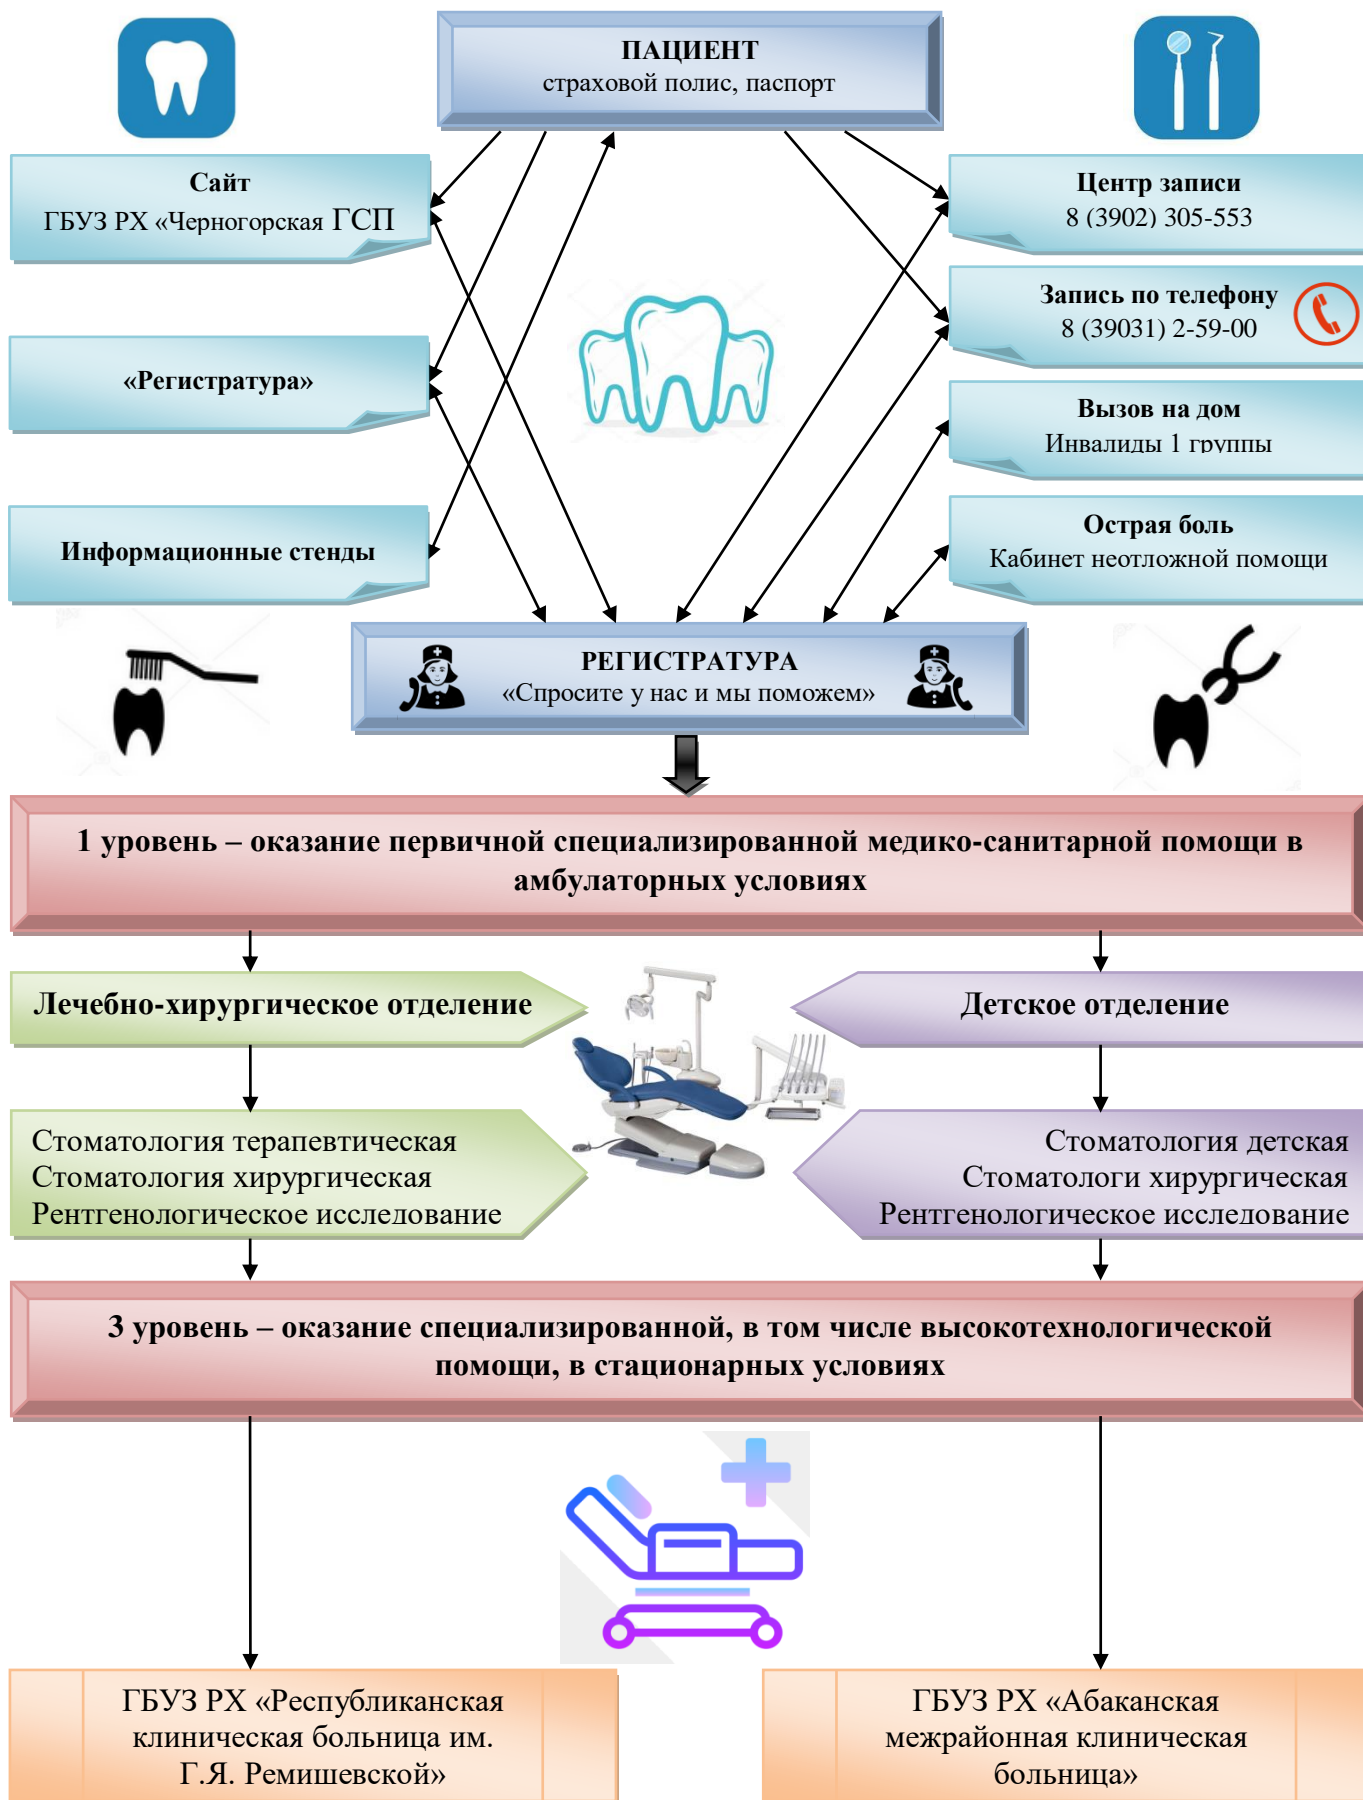 ПАЦИЕНТ
страховой полис, паспорт
Сайт
ГБУЗ РХ «Черногорская ГСП
«Регистратура»
Информационные стенды
Центр записи
8 (3902) 305-553
Запись по телефону
8 (39031) 2-59-00
Вызов на дом
Инвалиды 1 группы
Острая боль
Кабинет неотложной помощи
РЕГИСТРАТУРА
«Спросите у нас и мы поможем»
1 уровень – оказание первичной специализированной медико-санитарной помощи в
амбулаторных условиях
Лечебно-хирургическое отделение
Детское отделение
Стоматология терапевтическая
Стоматология хирургическая
Рентгенологическое исследование
Стоматология детская
Стоматологи хирургическая
Рентгенологическое исследование
3 уровень – оказание специализированной, в том числе высокотехнологической
помощи, в стационарных условиях
ГБУЗ РХ «Республиканская
клиническая больница им.
Г.Я. Ремишевской»
ГБУЗ РХ «Абаканская
межрайонная клиническая
больница»